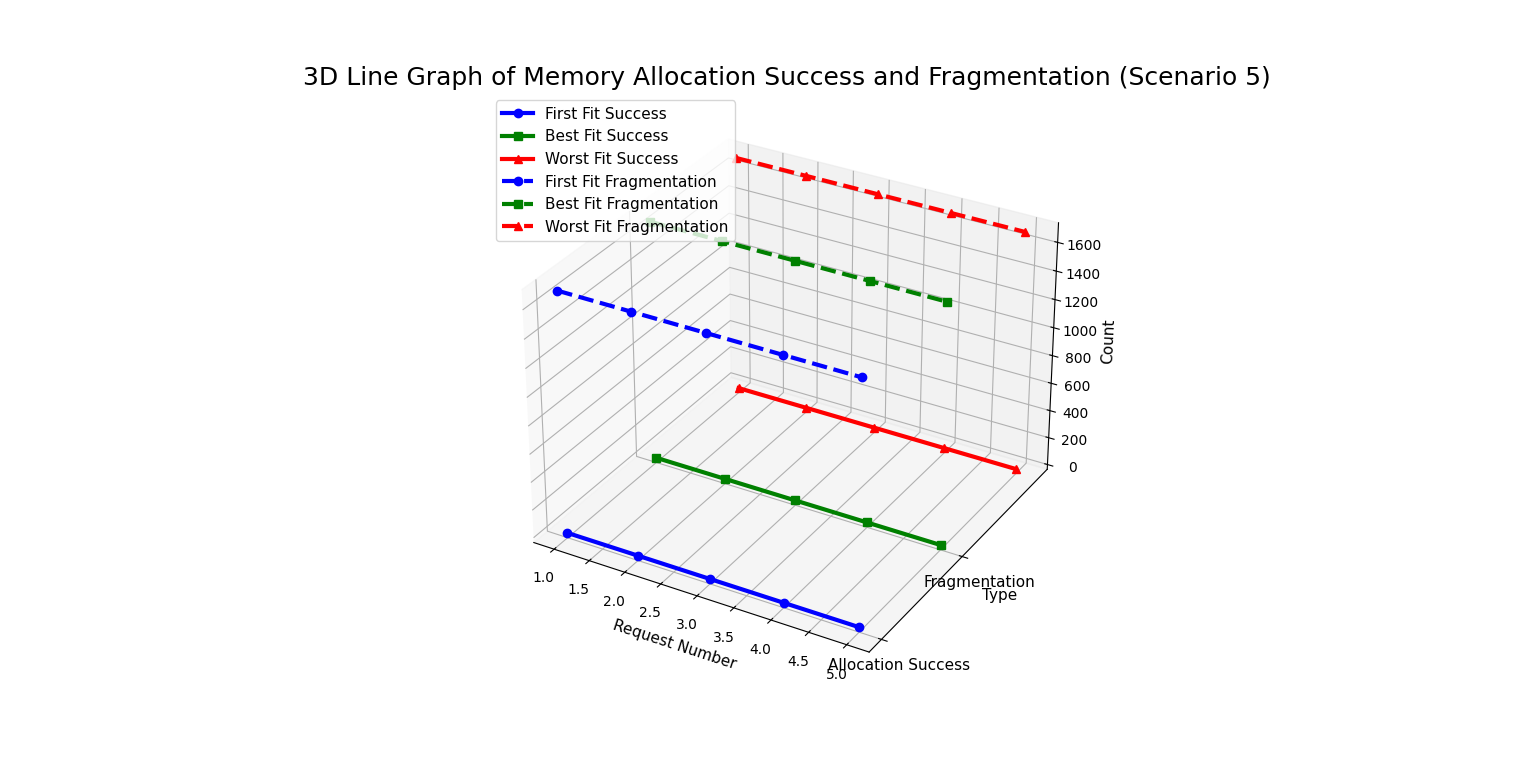 3D Line Graph of Memory Allocation Success and Fragmentation (Scenario 5)
First Fit Success
Best Fit Success
Worst Fit Success
First Fit Fragmentation
Best Fit Fragmentation
Worst Fit Fragmentation
1600
1400
1200
1000
800
600
400
200
0
Count
Fragmentation
Type
Allocation Success
1.0
1.5
2.0
2.5
3.0
3.5
4.0
4.5
5.0
Request Number